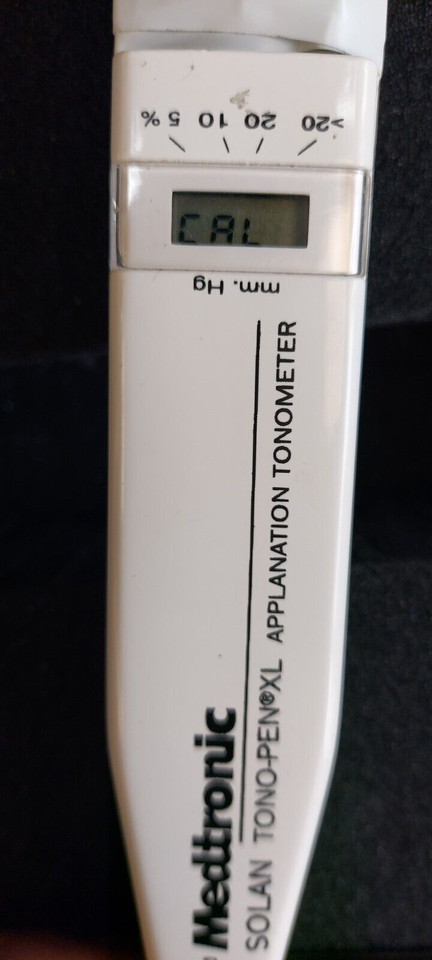 >20 20 10 5 %
CAL
mm. Hg
Medtronic
SOLAN TONO-PEN®XL APPLANATION TONOMETER